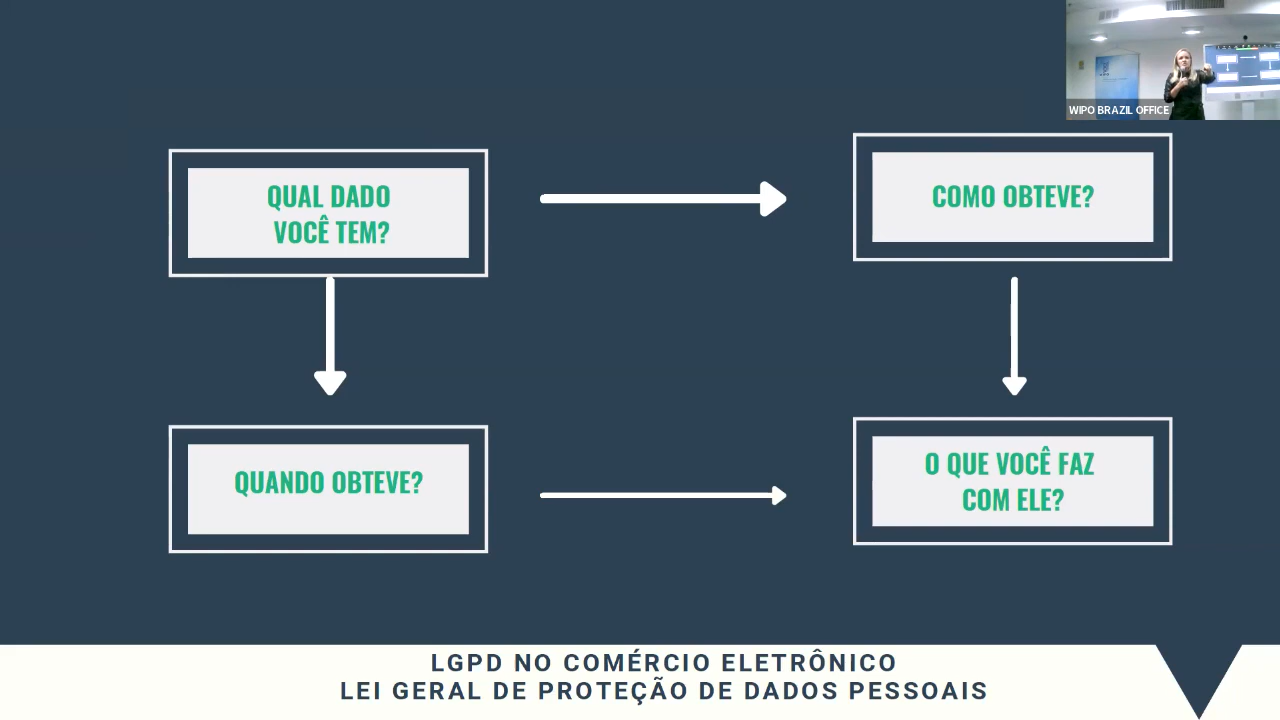 WIPO BRAZIL OFFICE
QUAL DADO
VOCÊ TEM?
COMO OBTEVE?
QUANDO OBTEVE?
O QUE VOCÊ FAZ
COM ELE?
LGPD NO COMÉRCIO ELETRÔNICO
LEI GERAL DE PROTEÇÃO DE DADOS PESSOAIS